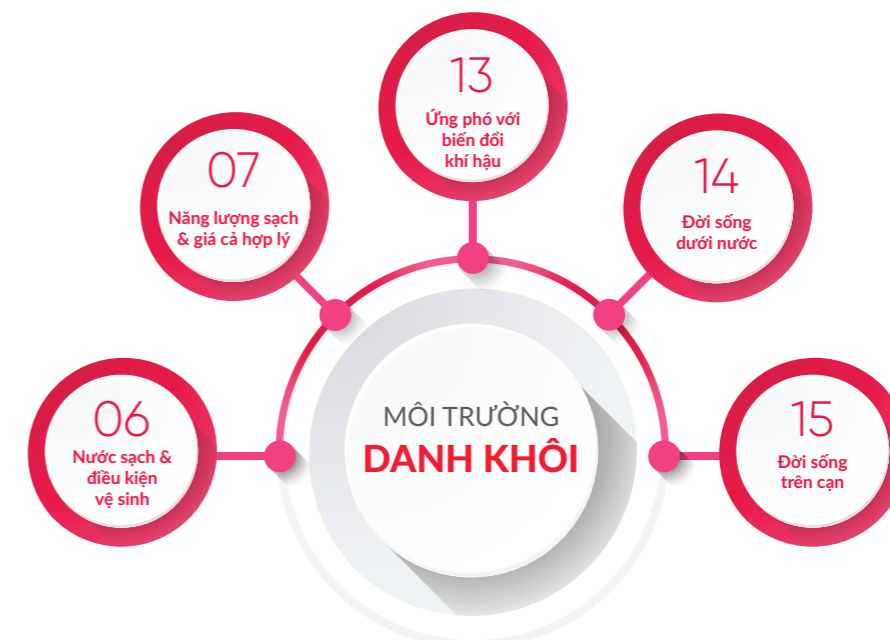 06
Nước sạch &
điều kiện
vệ sinh
07
Năng lượng sạch
& giá cả hợp lý
13
Ứng phó với
biến đổi
khí hậu
14
Đời sống
dưới nước
15
Đời sống
trên cạn
MÔI TRƯỜNG
DANH KHÔI